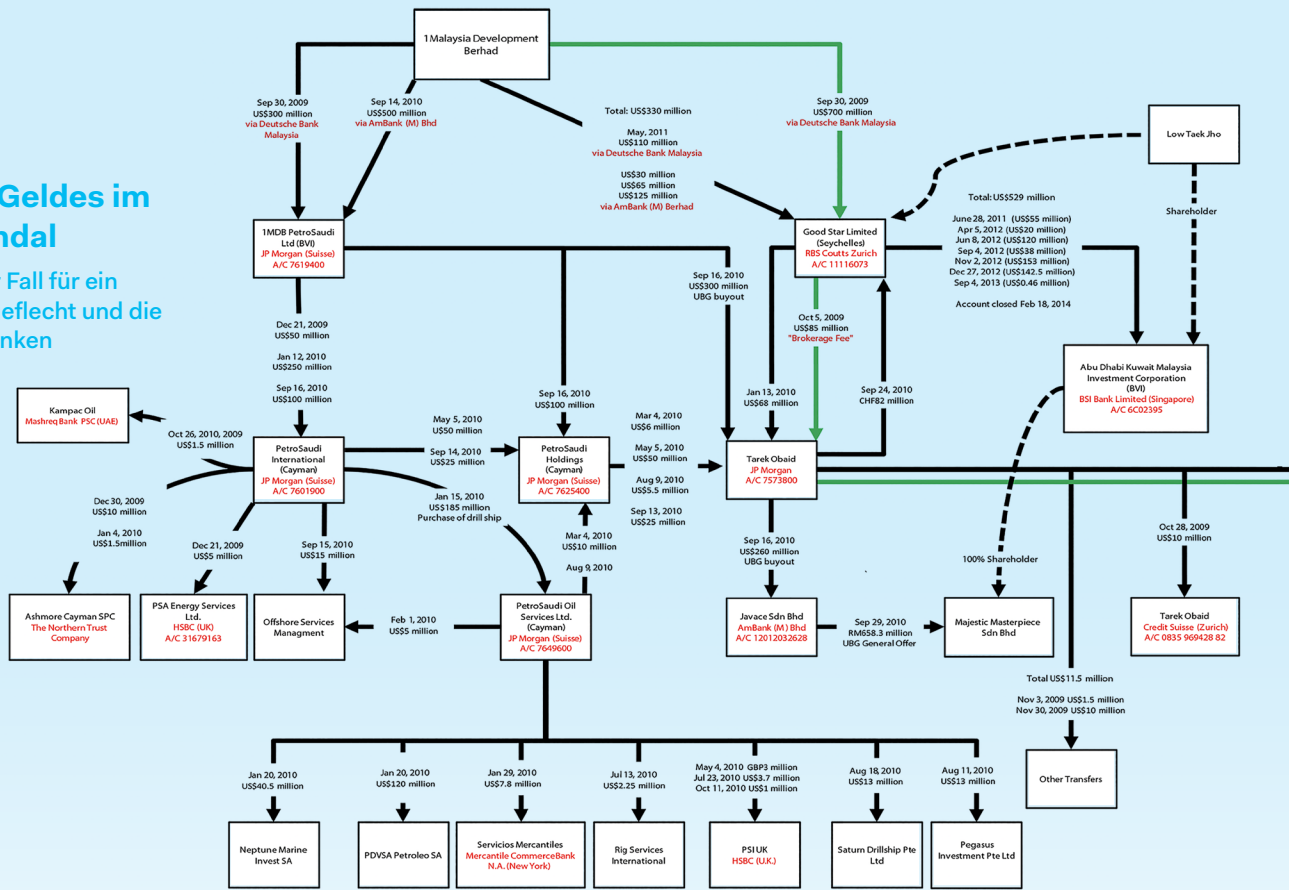 1Malaysia Development
Berhad
Sep 30, 2009
US$300 million
via Deutsche Bank
Malaysia
Sep 14, 2010
US$500 million
via AmBank (M) Bhd
Total: US$330 million
May, 2011
US$110 million
via Deutsche Bank Malaysia
US$30 million
US$65 million
US$125 million
via AmBank (M) Berhad
Sep 30, 2009
US$700 million
via Deutsche Bank Malaysia
Low Taek Jho
Geldes im
ndal
r Fall für ein
eflecht und die
nken
Shareholder
1MDB PetroSaudi
Ltd (BVI)
JP Morgan (Suisse)
A/C 7619400
Good Star Limited
(Seychelles)
RBS Coutts Zurich
A/C 11116073
Total: US$529 million
June 28, 2011 (US$55 million)
Apr 5, 2012 (US$20 million)
Jun 8, 2012 (US$120 million)
Sep 4, 2012 (US$38 million)
Nov 2, 2012 (US$153 million)
Dec 27, 2012 (US$142.5 million)
Sep 4, 2013 (US$0.46 million)
Account closed Feb 18, 2014
Sep 16, 2010
US$300 million
UBG buyout
Dec 21, 2009
US$50 million
Jan 12, 2010
US$250 million
Sep 16, 2010
US$100 million
Oct 5, 2009
US$85 million
"Brokerage Fee"
Sep 16, 2010
US$100 million
Jan 13, 2010
US$68 million
Sep 24, 2010
CHF82 million
Abu Dhabi Kuwait Malaysia
Investment Corporation
(BVI)
BSI Bank Limited (Singapore)
A/C 6C02395
Kampac Oil
Mashreq Bank PSC (UAE)
Oct 26, 2010, 2009
US$1.5 million
PetroSaudi
International
(Cayman)
JP Morgan (Suisse)
A/C 7601900
May 5, 2010
U$50 million
Sep 14, 2010
US$25 million
PetroSaudi
Holdings
(Cayman)
JP Morgan (Suisse)
A/C 7625400
Mar 4, 2010
US$6 million
May 5, 2010
US$50 million
Aug 9, 2010
US$5.5 million
Sep 13, 2010
US$25 million
Tarek Obaid
JP Morgan
A/C 7573800
Dec 30, 2009
US$10 million
Jan 4, 2010
US$1.5million
Dec 21, 2009
US$5 million
Sep 15, 2010
US$15 million
Jan 15, 2010
US$185 million
Purchase of drill ship
Mar 4, 2010
US$10 million
Aug 9, 2010
Sep 16, 2010
US$260 million
UBG buyout
100% Shareholder
Oct 28, 2009
US$10 million
Ashmore Cayman SPC
The Northern Trust
Company
PSA Energy Services
Ltd.
HSBC (UK)
A/C 31679163
Offshore Services
Managment
Feb 1, 2010
US$5 million
PetroSaudi Oil
Services Ltd.
(Cayman)
JP Morgan (Suisse)
A/C 7649600
Javace Sdn Bhd
AmBank (M) Bhd
A/C 12012032628
Sep 29, 2010
RM658.3 million
UBG General Offer
Majestic Masterpiece
Sdn Bhd
Tarek Obaid
Credit Suisse (Zurich)
A/C 0835 969428 82
Total US$11.5 million
Nov 3, 2009 US$1.5 million
Nov 30, 2009 US$10 million
Other Transfers
Jan 20, 2010
US$40.5 million
Jan 20, 2010
US$120 million
Jan 29, 2010
US$7.8 million
Jul 13, 2010
US$2.25 million
May 4, 2010 GBP3 million
Jul 23, 2010 US$3.7 million
Oct 11, 2010 US$1 million
Aug 18, 2010
US$13 million
Aug 11, 2010
US$13 million
Neptune Marine
Invest SA
PDVSA Petroleo SA
Servicios Mercantiles
Mercantile CommerceBank
N.A. (New York)
Rig Services
International
PSI UK
HSBC (U.K.)
Saturn Drillship Pte
Ltd
Pegasus
Investment Pte Ltd